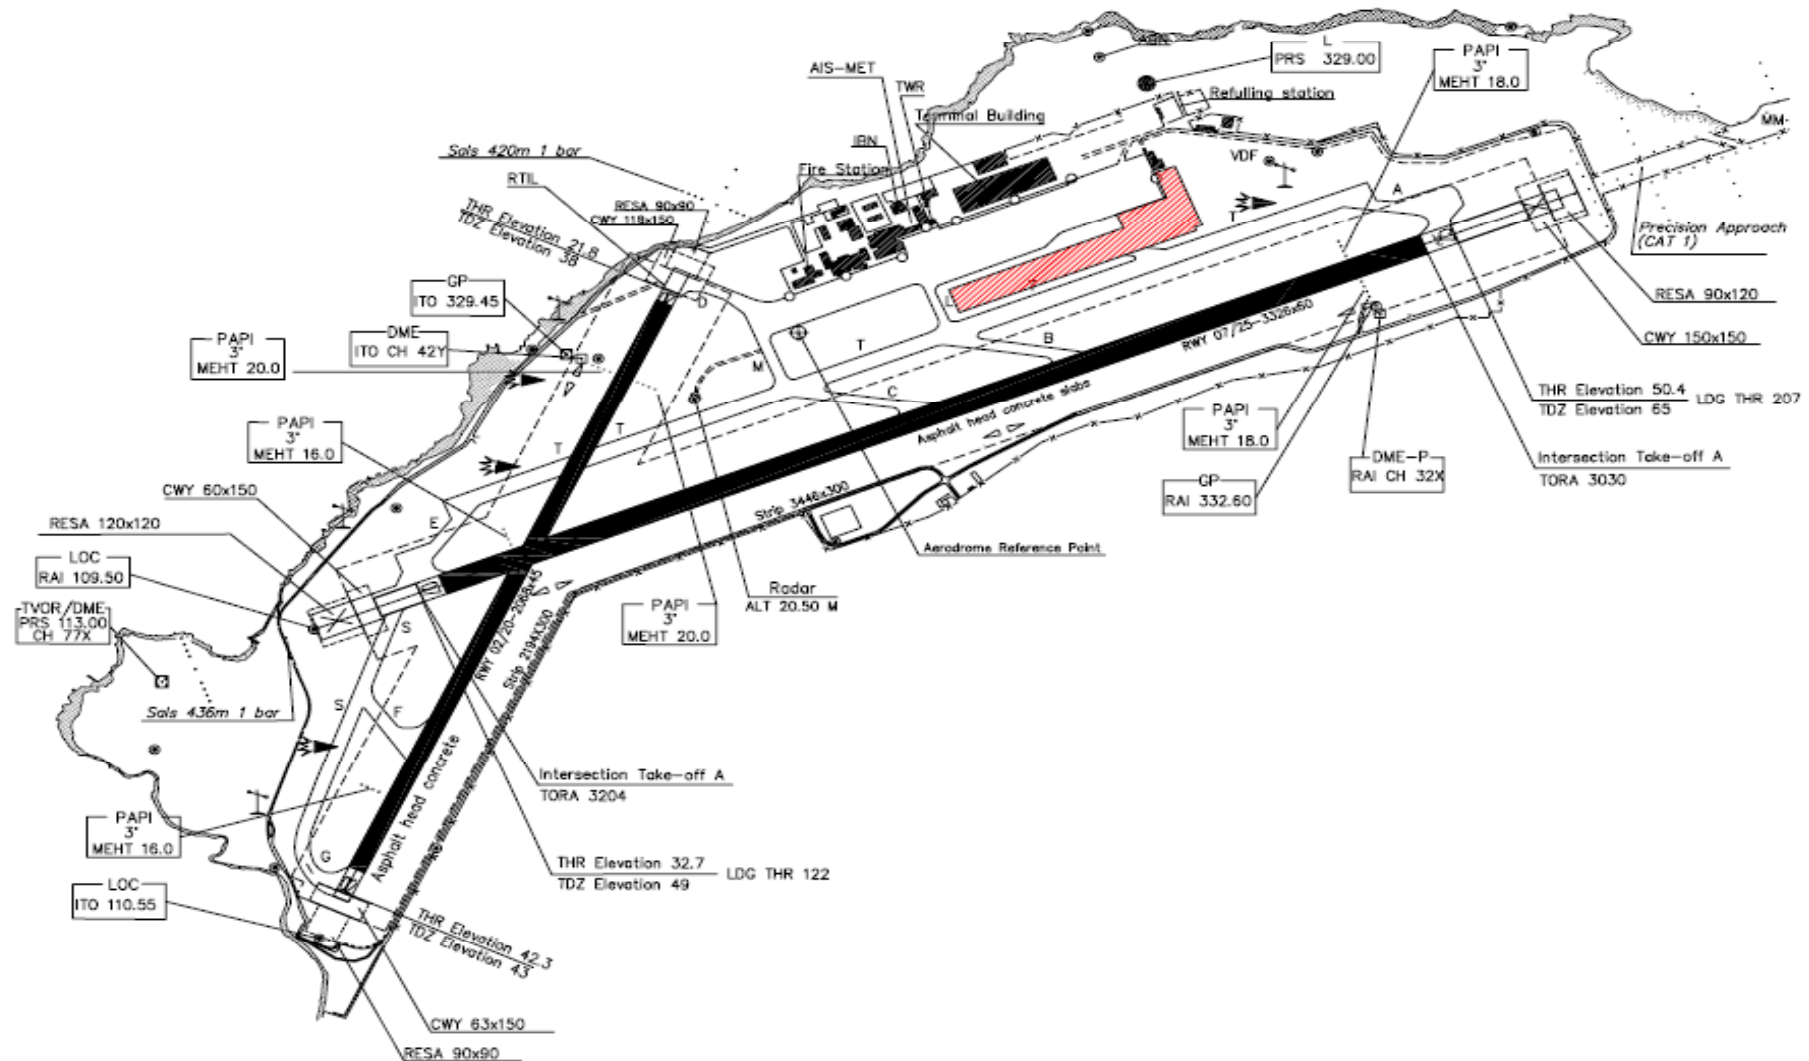 L
PRS 329.00
PAPI
3°
MEHT 18.0
AIS-MET
TWR
Refulling station
Terminal Building
IBN
Fire Station
VDF
MM
Sals 420m 1 bar
RTIL
RESA 90x90
CWY 118x150
THR Elevation 21.8
TDZ Elevation 38
GP
ITO 329.45
DME
ITO CH 42Y
PAPI
3°
MEHT 20.0
PAPI
3°
MEHT 16.0
CWY 60x150
RESA 120x120
LOC
RAI 109.50
TVOR/DME
PRS 113.00
CH 77X
Sals 436m 1 bar
A
T
Precision Approach
(CAT 1)
RESA 90x120
CWY 150x150
THR Elevation 50.4
TDZ Elevation 65
LDG THR 207
Intersection Take-off A
TORA 3030
D
L
T
B
M
C
T
T
E
RWY 07/25-3326x60
Asphalt head concrete slabs
Strip 3446x300
PAPI
3°
MEHT 18.0
GP
RAI 332.60
DME-P
RAI CH 32X
Aerodrome Reference Point
Radar
ALT 20.50 M
PAPI
3°
MEHT 20.0
RWY 02/20-2068x45
Strip 2194X300
S
S
F
G
Asphalt head concrete
Intersection Take-off A
TORA 3204
THR Elevation 32.7
TDZ Elevation 49
LDG THR 122
PAPI
3°
MEHT 16.0
LOC
ITO 110.55
THR Elevation 42.3
TDZ Elevation 43
CWY 63x150
RESA 90x90